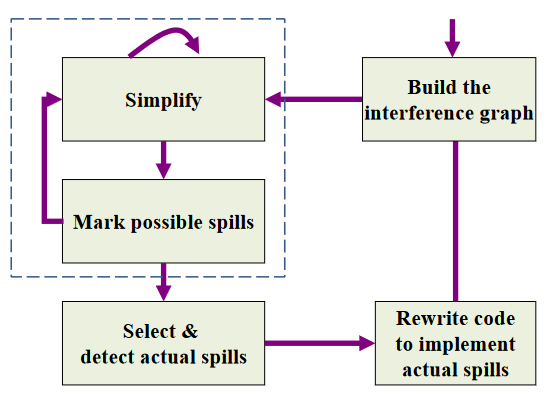 Simplify
Build the
interference graph
Mark possible spills
Select &
detect actual spills
Rewrite code
to implement
actual spills